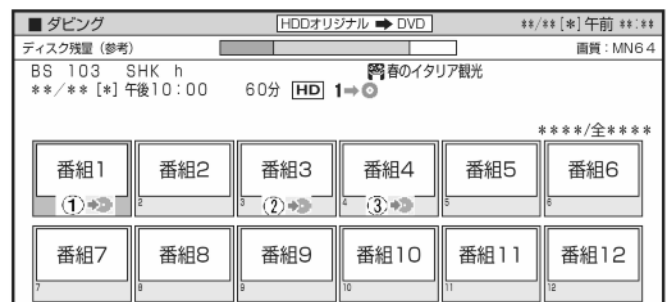 ■ ダビング HDDオリジナル ➡ DVD **/** [*] 午前 **:**
ディスク残量（参考） 画質：MN64
BS 103 SHK h 春のイタリア観光
**/** [*] 午後10:00 60分 HD 1⇒
****/全****
番組1 番組2 番組3 番組4 番組5 番組6
① 2 3 ② 4 ③ 5 6
番組7 番組8 番組9 番組10 番組11 番組12
7 8 9 10 11 12